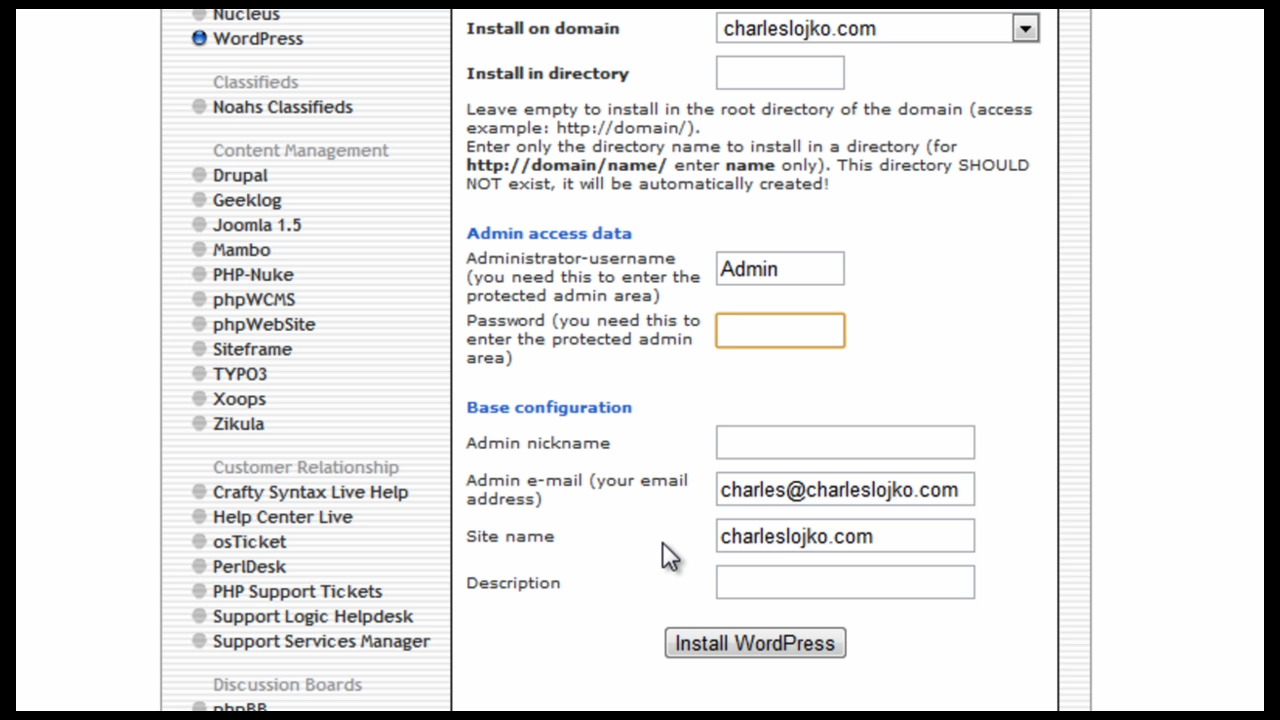 Nucleus
WordPress
Classifieds
Noahs Classifieds
Content Management
Drupal
Geeklog
Joomla 1.5
Mambo
PHP-Nuke
phpWCMS
phpWebSite
Siteframe
TYPO3
Xoops
Zikula
Customer Relationship
Crafty Syntax Live Help
Help Center Live
osTicket
PerlDesk
PHP Support Tickets
Support Logic Helpdesk
Support Services Manager
Discussion Boards
phpBB
Install on domain charleslojko.com
Install in directory
Leave empty to install in the root directory of the domain (access
example: http://domain/).
Enter only the directory name to install in a directory (for
http://domain/name/ enter name only). This directory SHOULD
NOT exist, it will be automatically created!
Admin access data
Administrator-username
(you need this to enter the
protected admin area)
Admin
Password (you need this to
enter the protected admin
area)
Base configuration
Admin nickname
Admin e-mail (your email
address)
charles@charleslojko.com
Site name charleslojko.com
Description
Install WordPress